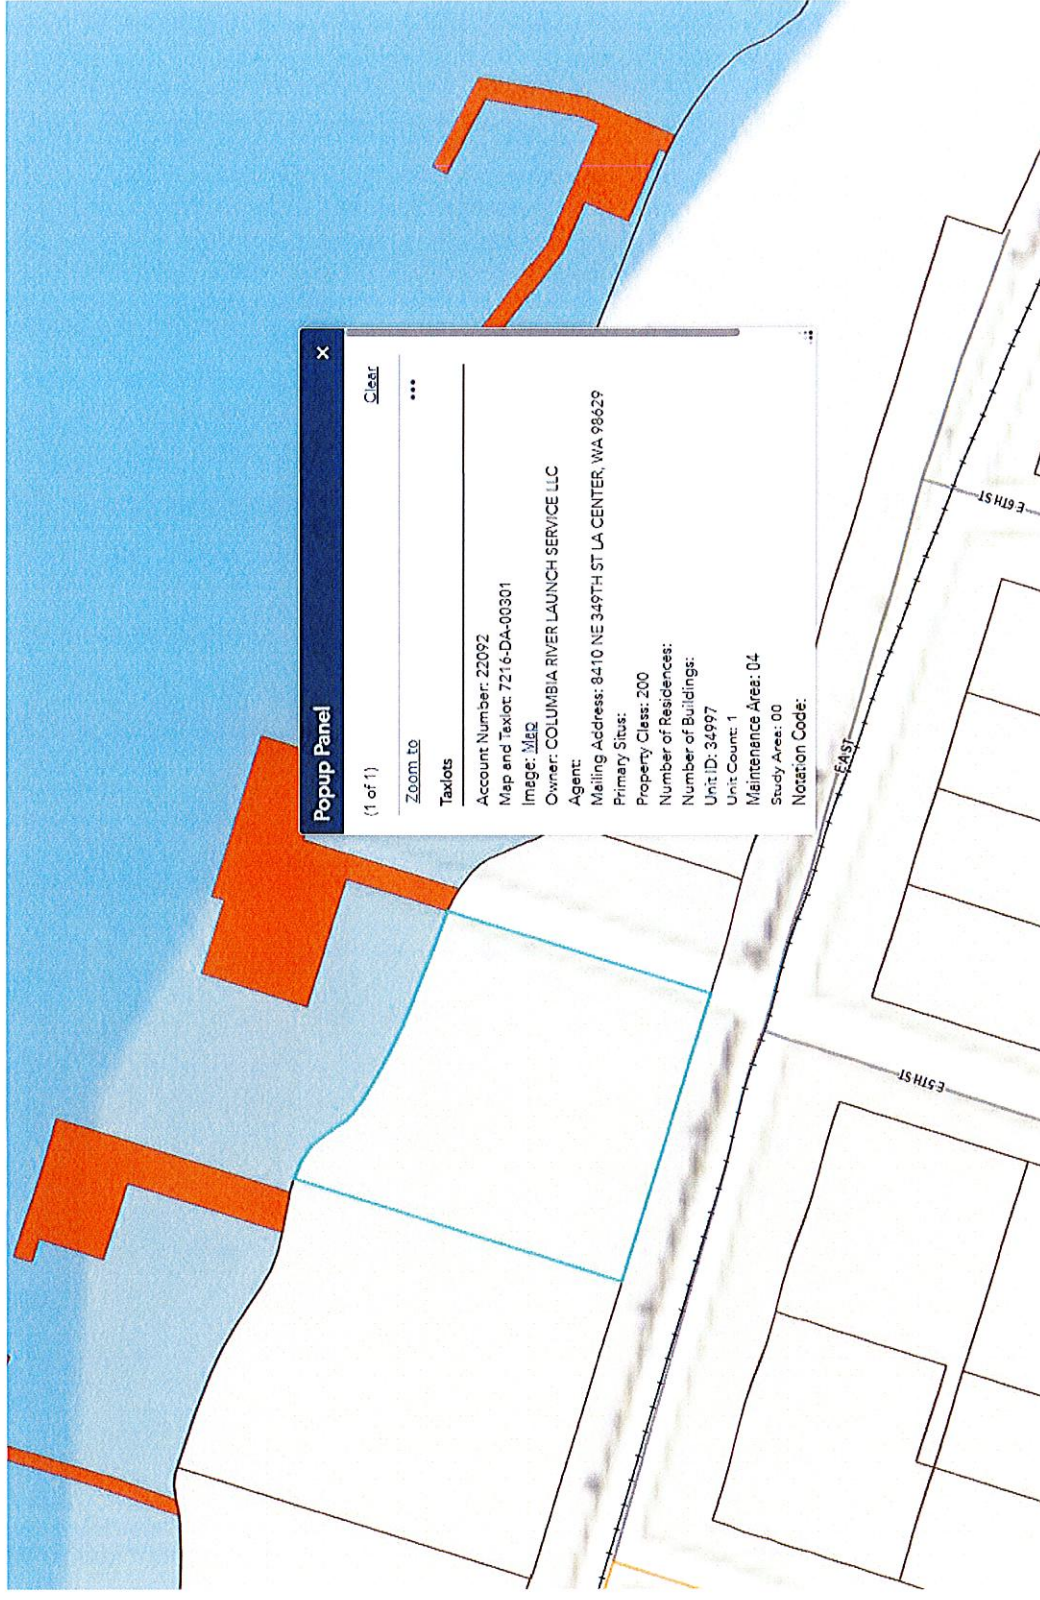 Popup Panel ×
(1 of 1) Clear
Zoom to •••
Taxlots
Account Number: 22092
Map and Taxlot: 7216-DA-00301
Image: Map
Owner: COLUMBIA RIVER LAUNCH SERVICE LLC
Agent:
Mailing Address: 8410 NE 349TH ST LA CENTER, WA 98629
Primary Situs:
Property Class: 200
Number of Residences:
Number of Buildings:
Unit ID: 34997
Unit Count: 1
Maintenance Area: 04
Study Area: 00
Notation Code:
E A ST
E 5TH ST
E 6TH ST